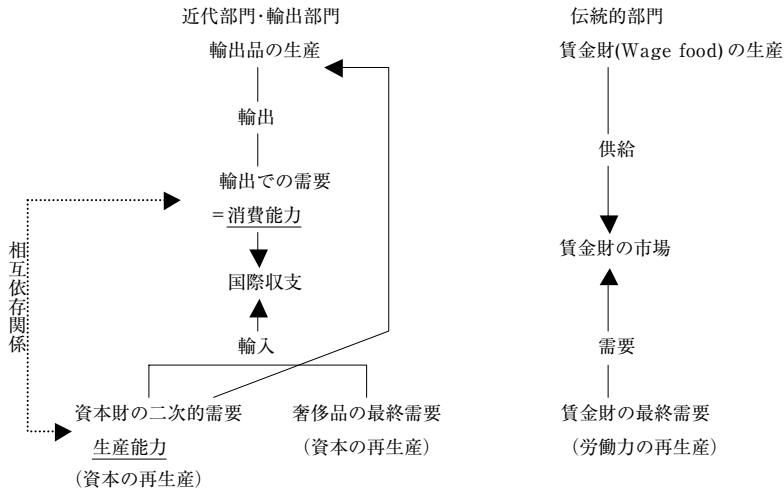 近代部門・輸出部門
輸出品の生産
輸出
輸出での需要
＝消費能力
国際収支
輸入
資本財の二次的需要
生産能力
（資本の再生産）
奢侈品の最終需要
（資本の再生産）
相互依存関係
伝統的部門
賃金財(Wage food) の生産
供給
賃金財の市場
需要
賃金財の最終需要
（労働力の再生産）